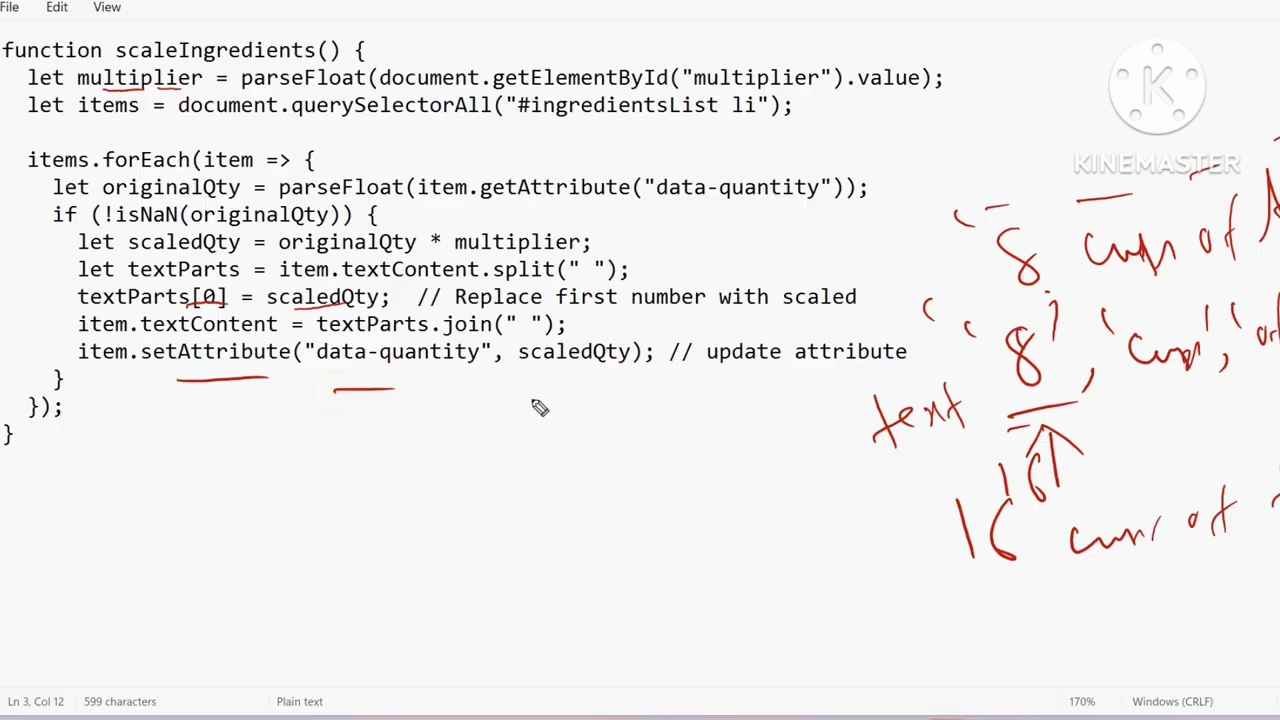 File Edit View
function scaleIngredients() {
let multiplier = parseFloat(document.getElementById("multiplier").value);
let items = document.querySelectorAll("#ingredientsList li");
items.forEach(item => {
let originalQty = parseFloat(item.getAttribute("data-quantity"));
if (!isNaN(originalQty)) {
let scaledQty = originalQty * multiplier;
let textParts = item.textContent.split(" ");
textParts[0] = scaledQty; // Replace first number with scaled
item.textContent = textParts.join(" ");
item.setAttribute("data-quantity", scaledQty); // update attribute
}
});
}
K
KINEMASTER
8 cups of
"8"
text
16
16 of
Ln 3, Col 12 599 characters Plain text 170% Windows (CRLF)